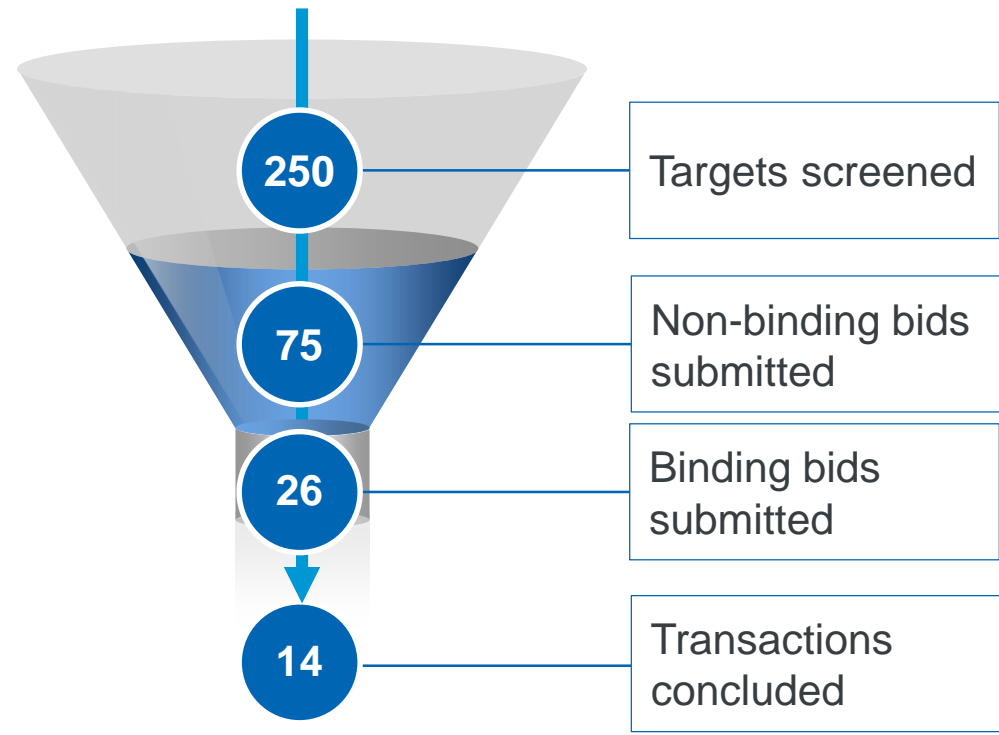 250
Targets screened
75
Non-binding bids
submitted
26
Binding bids
submitted
14
Transactions
concluded